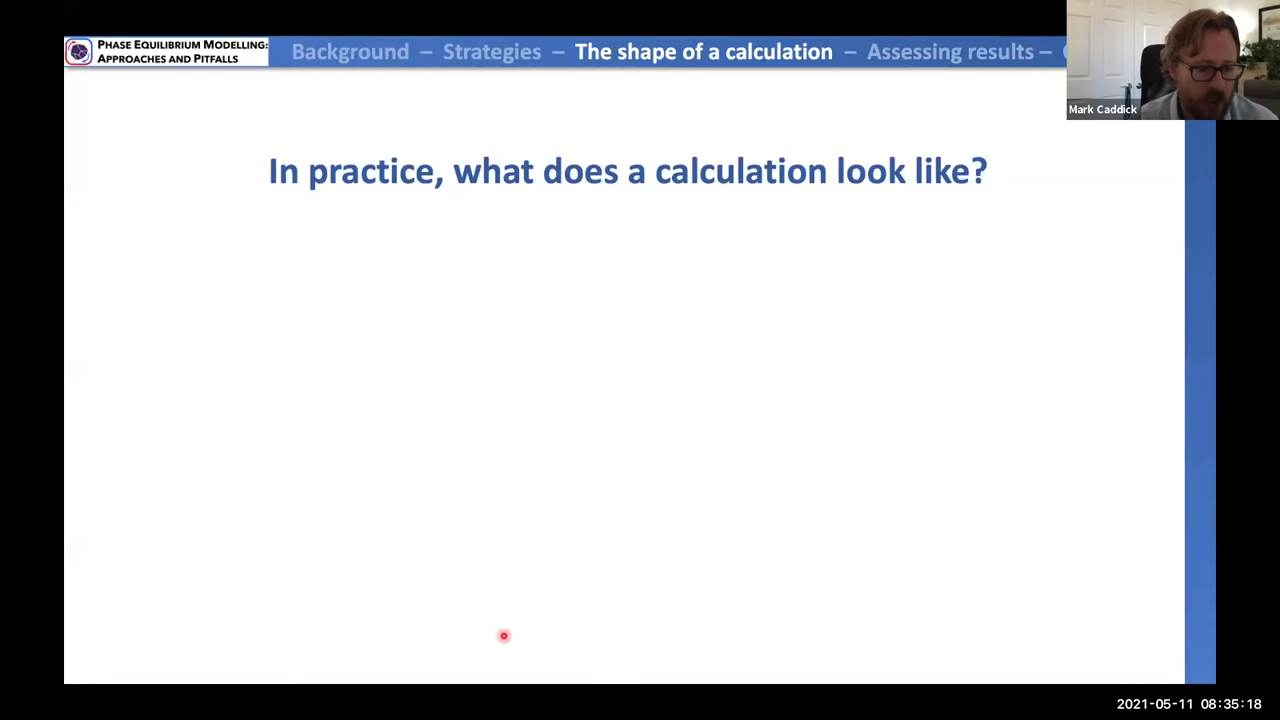 PHASE EQUILIBRIUM MODELLING:
APPROACHES AND PITFALLS
Background – Strategies – The shape of a calculation – Assessing results –
Mark Caddick
In practice, what does a calculation look like?
2021-05-11 08:35:18